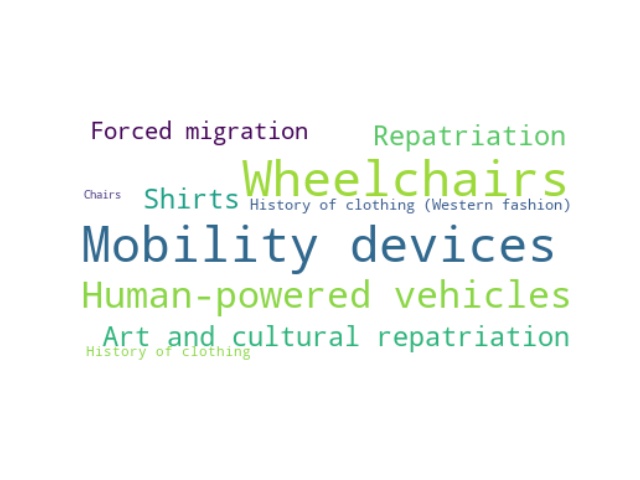 Forced migration
Repatriation
Wheelchairs
Chairs
Shirts
History of clothing (Western fashion)
Mobility devices
Human-powered vehicles
Art and cultural repatriation
History of clothing